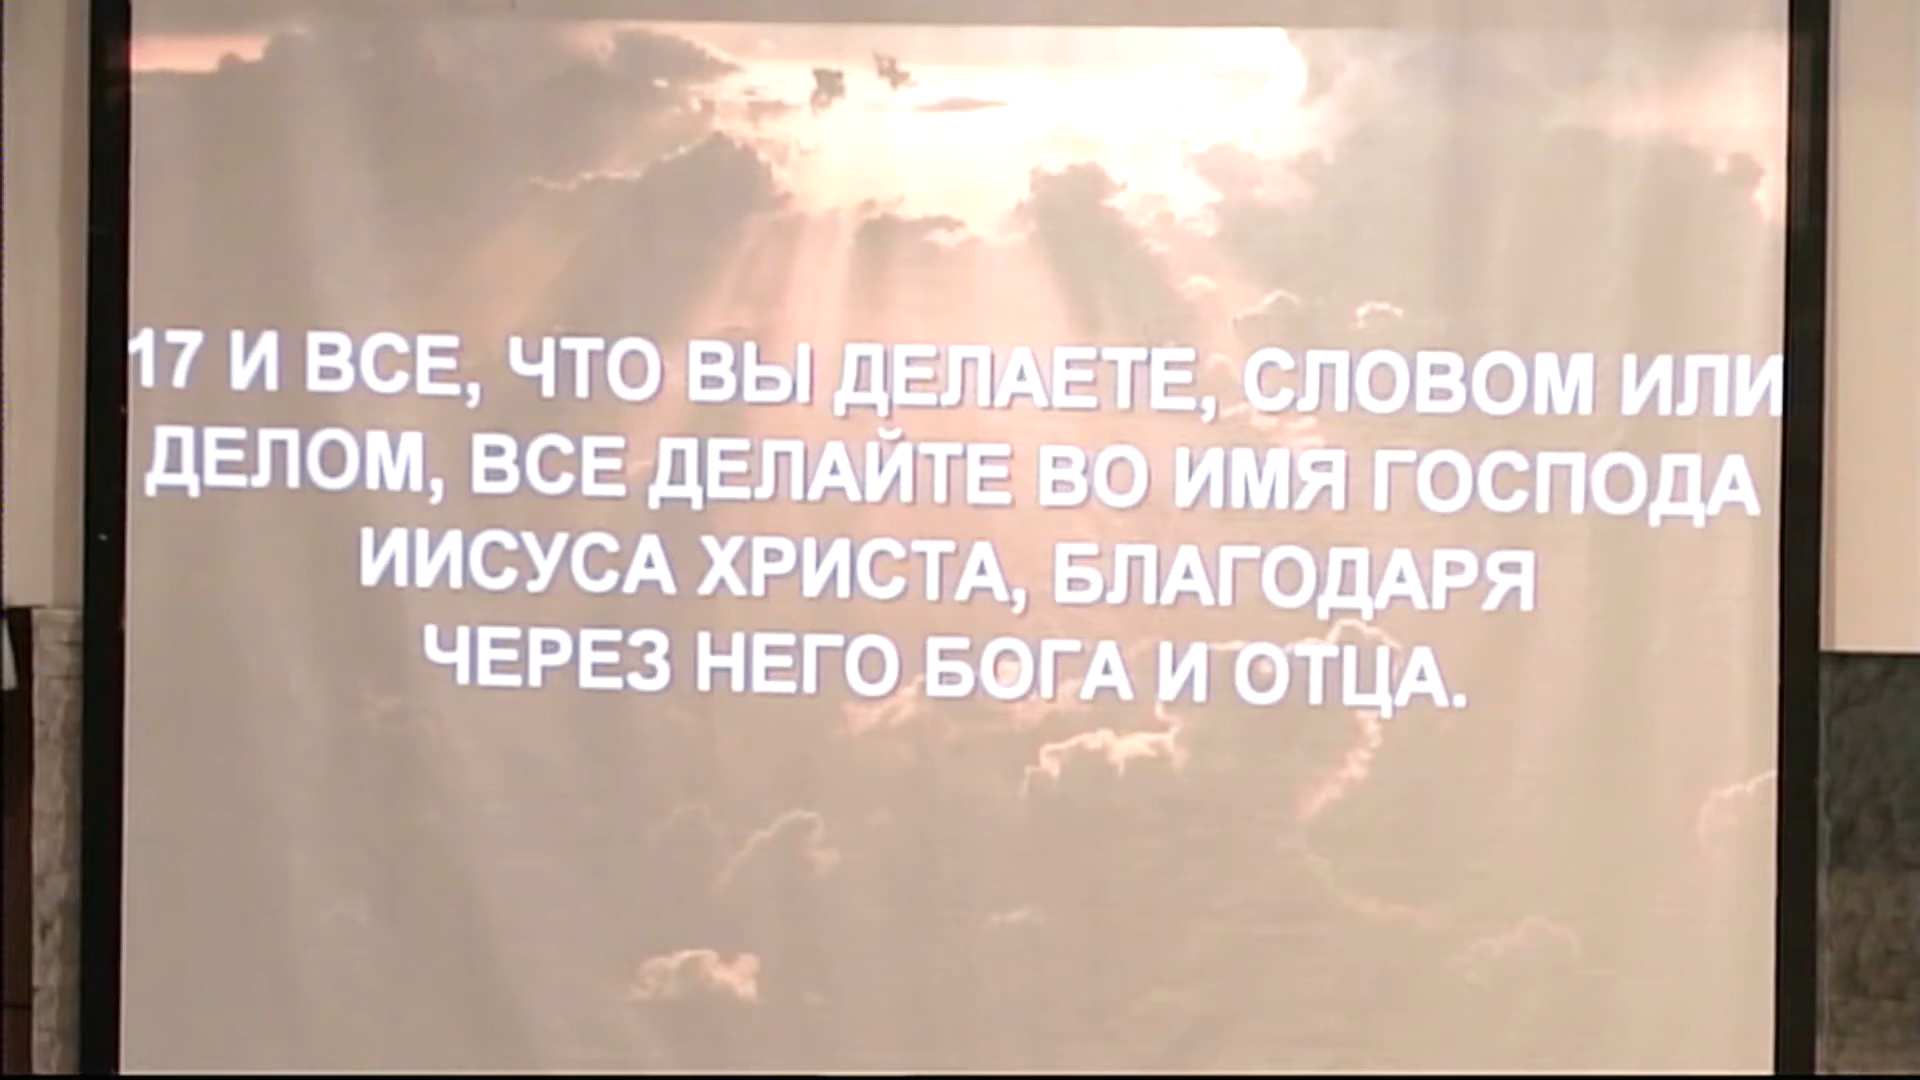 17 И ВСЕ, ЧТО ВЫ ДЕЛАЕТЕ, СЛОВОМ ИЛИ
ДЕЛОМ, ВСЕ ДЕЛАЙТЕ ВО ИМЯ ГОСПОДА
ИИСУСА ХРИСТА, БЛАГОДАРЯ
ЧЕРЕЗ НЕГО БОГА И ОТЦА.